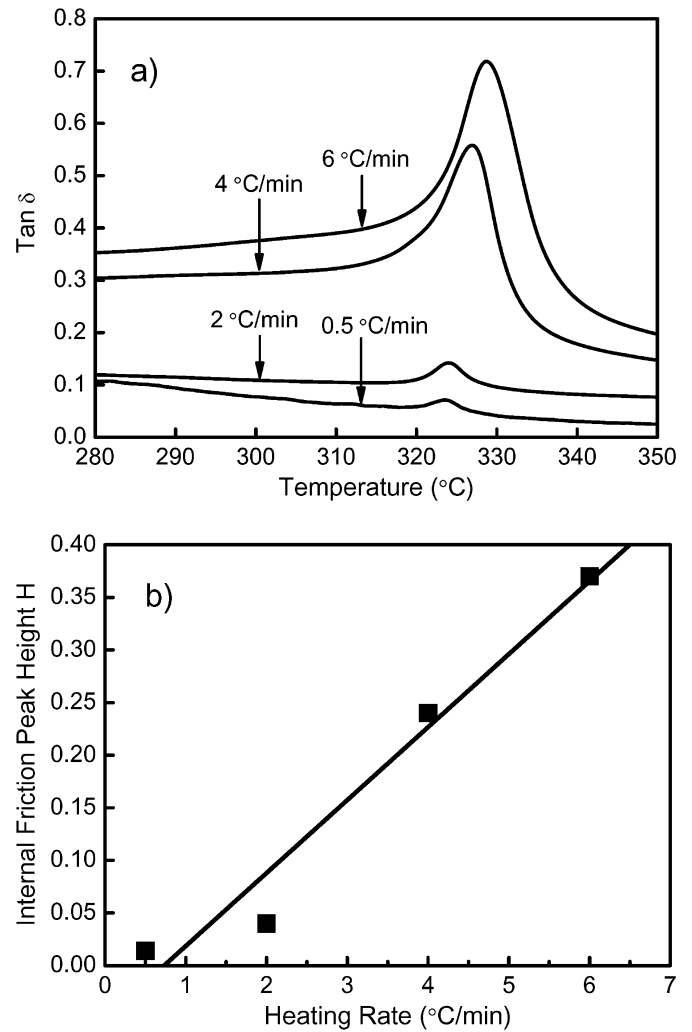 0.8
a)
0.7
0.6
6 °C/min
0.5
4 °C/min
Tan δ
0.4
0.3
2 °C/min
0.5 °C/min
0.2
0.1
0.0
280 290 300 310 320 330 340 350
Temperature (°C)
0.40
b)
0.35
0.30
0.25
Internal Friction Peak Height H
0.20
0.15
0.10
0.05
0.00
0 1 2 3 4 5 6 7
Heating Rate (°C/min)